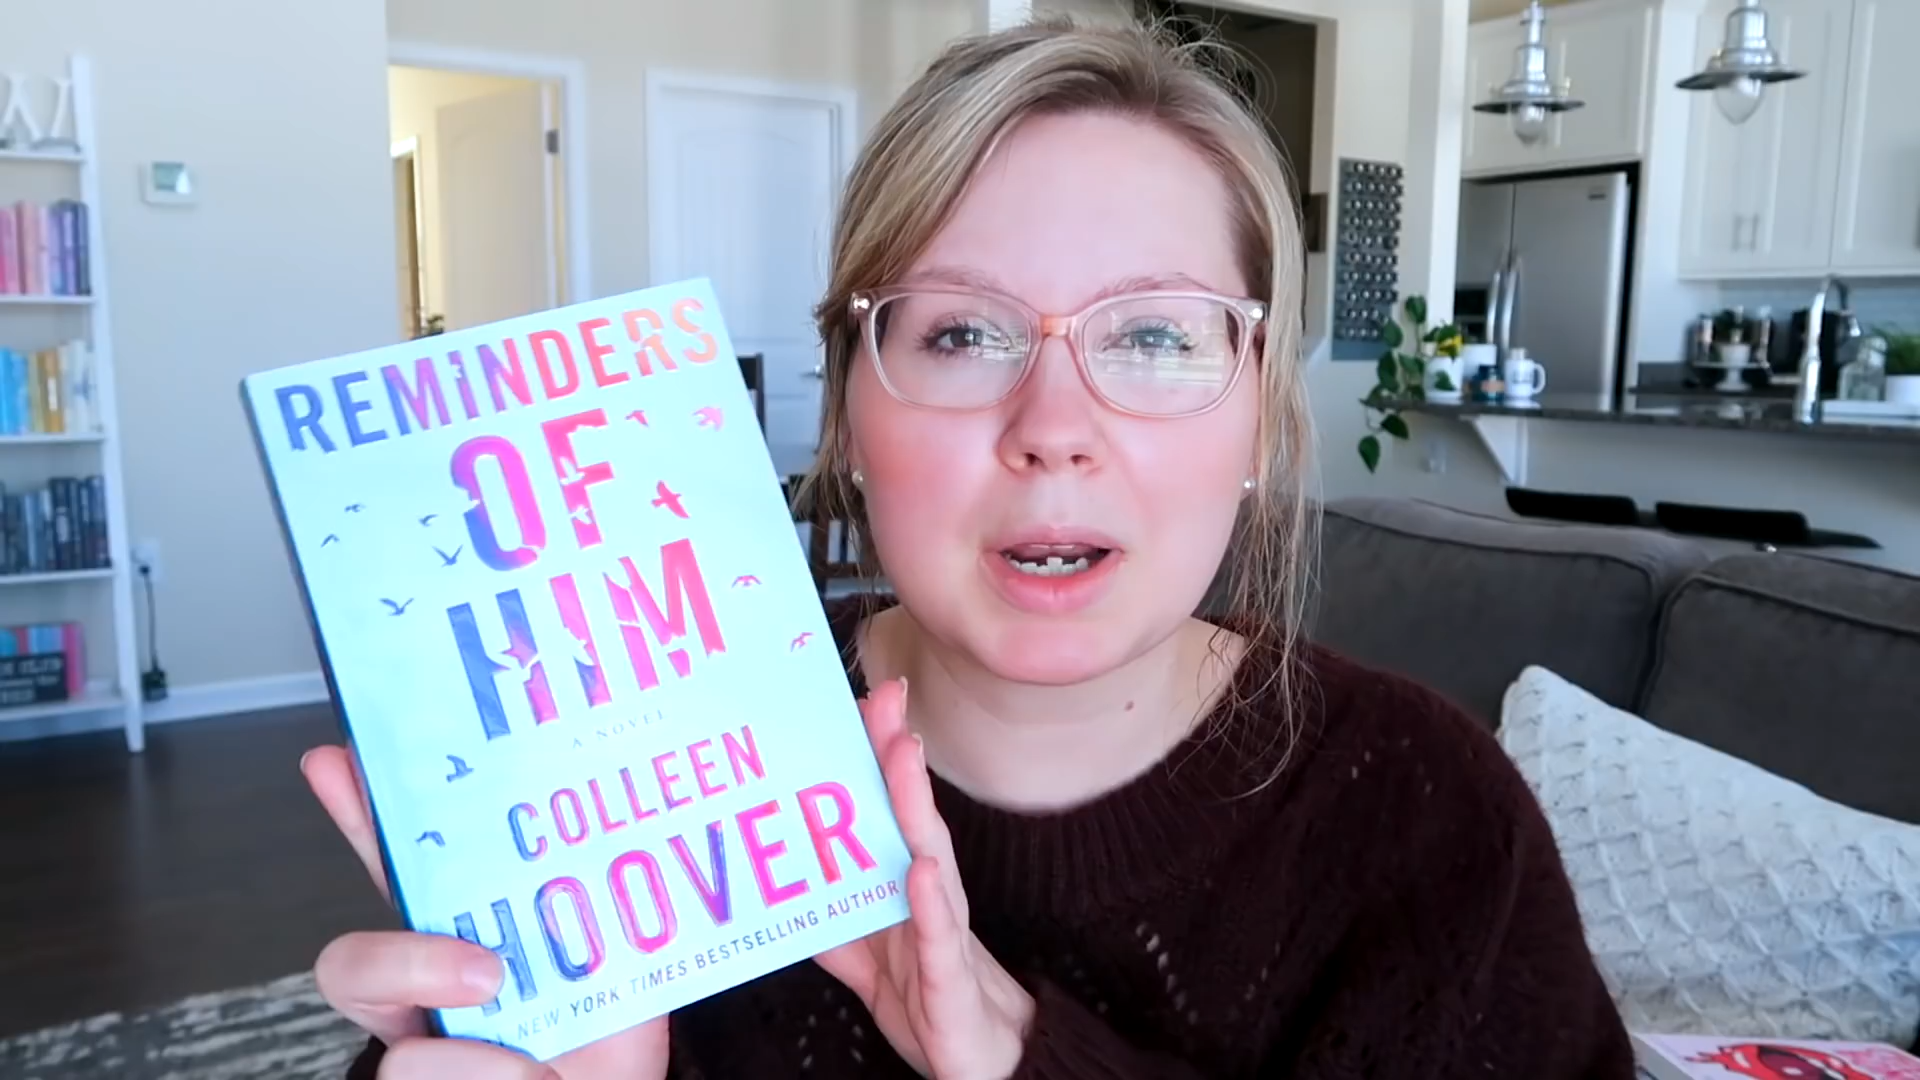 REMINDERS
OF
HIM
A NOVEL
COLLEEN
HOOVER
NEW YORK TIMES BESTSELLING AUTHOR